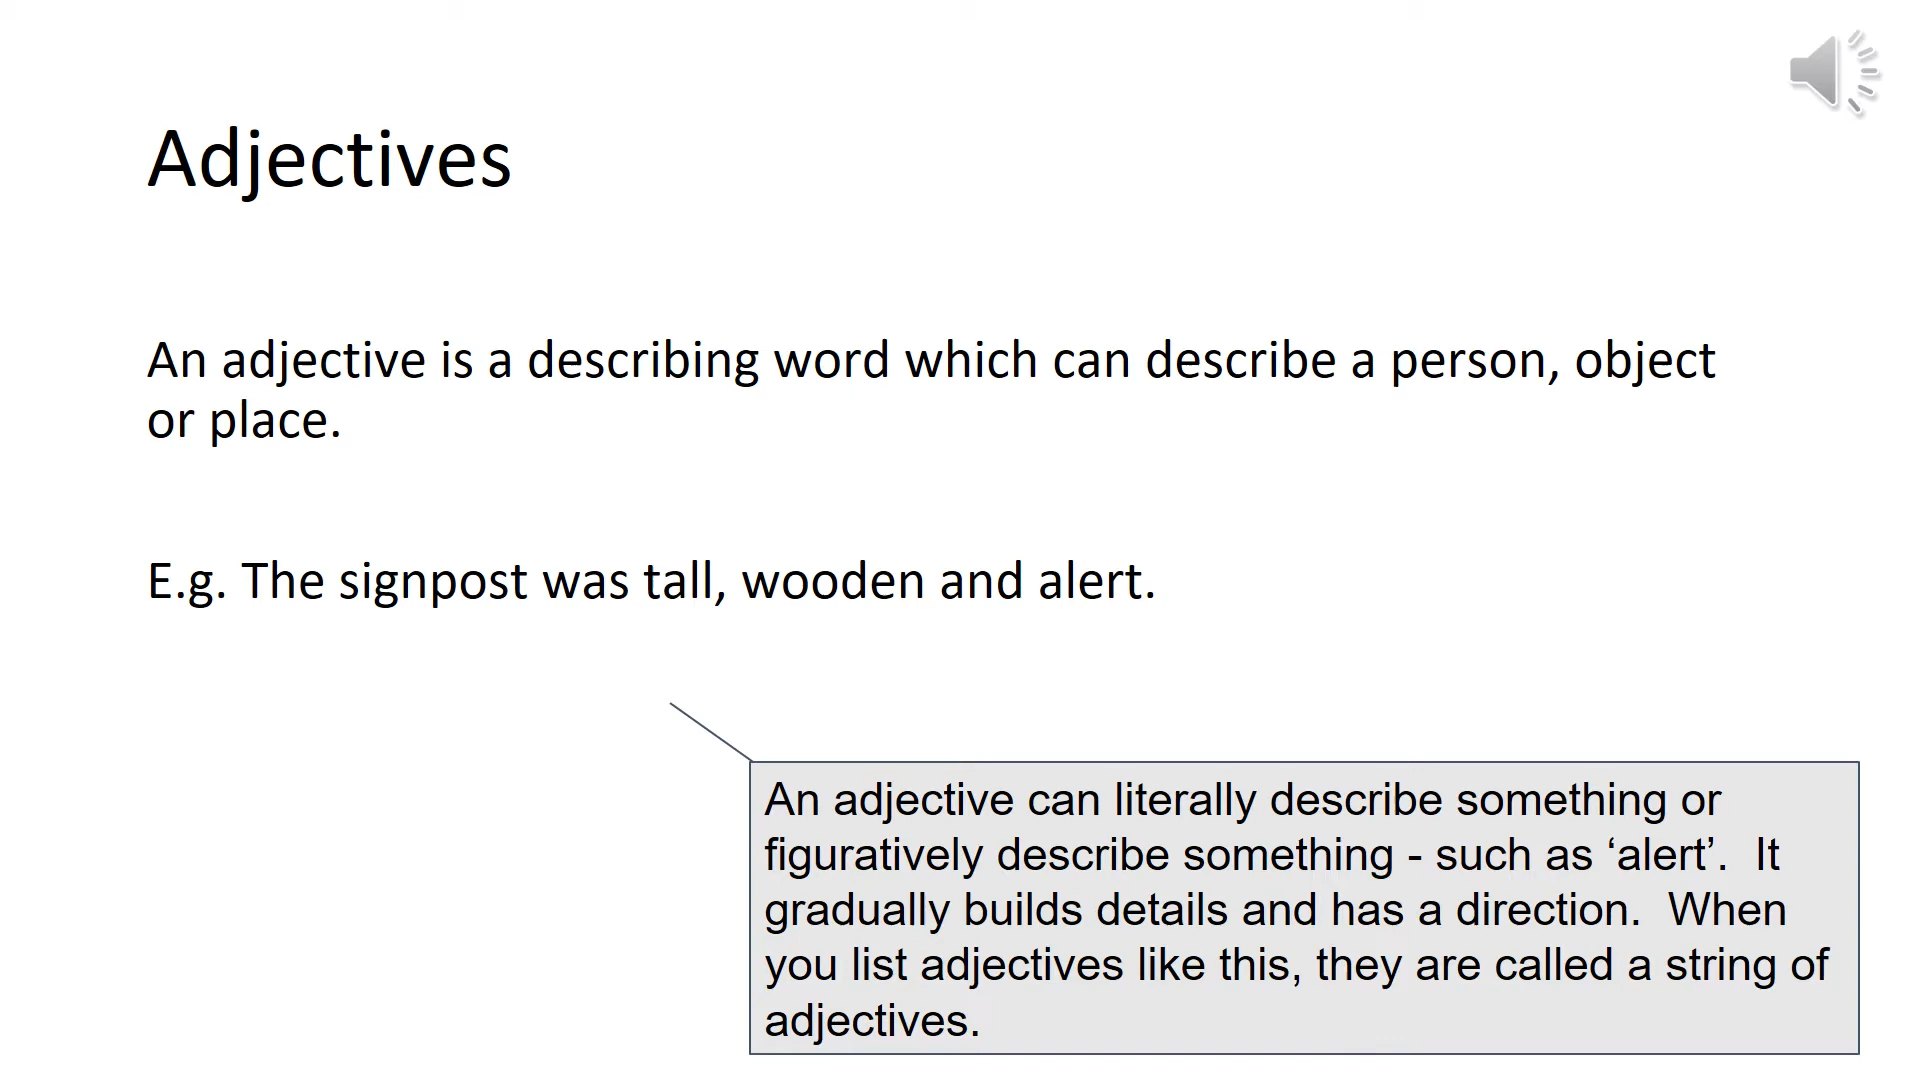 Adjectives
An adjective is a describing word which can describe a person, object
or place.
E.g. The signpost was tall, wooden and alert.
An adjective can literally describe something or
figuratively describe something - such as ‘alert’.  It
gradually builds details and has a direction.  When
you list adjectives like this, they are called a string of
adjectives.